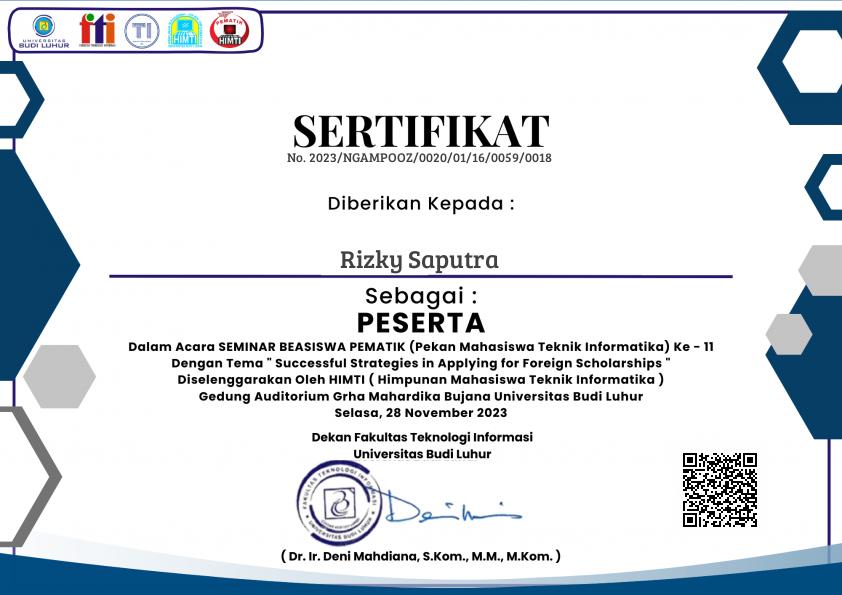 UNIVERSITAS
BUDI LUHUR
fti
TI
HIMTI
PEMATIK
HIMTI
SERTIFIKAT
No. 2023/NGAMPOOZ/0020/01/16/0059/0018
Diberikan Kepada :
Rizky Saputra
Sebagai :
PESERTA
Dalam Acara SEMINAR BEASISWA PEMATIK (Pekan Mahasiswa Teknik Informatika) Ke - 11
Dengan Tema " Successful Strategies in Applying for Foreign Scholarships "
Diselenggarakan Oleh HIMTI ( Himpunan Mahasiswa Teknik Informatika )
Gedung Auditorium Grha Mahardika Bujana Universitas Budi Luhur
Selasa, 28 November 2023
Dekan Fakultas Teknologi Informasi
Universitas Budi Luhur
FAKULTAS TEKNOLOGI INFORMASI
UNIVERSITAS BUDI LUHUR
( Dr. Ir. Deni Mahdiana, S.Kom., M.M., M.Kom. )